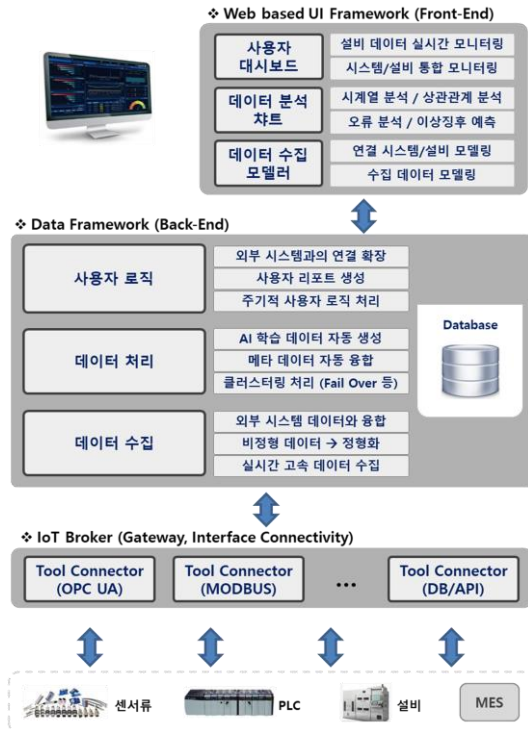 ❖ Web based UI Framework (Front-End)
사용자
대시보드
설비 데이터 실시간 모니터링
시스템/설비 통합 모니터링
데이터 분석
챠트
시계열 분석 / 상관관계 분석
오류 분석 / 이상징후 예측
데이터 수집
모델러
연결 시스템/설비 모델링
수집 데이터 모델링
❖ Data Framework (Back-End)
사용자 로직
외부 시스템과의 연결 확장
사용자 리포트 생성
주기적 사용자 로직 처리
데이터 처리
AI 학습 데이터 자동 생성
메타 데이터 자동 융합
클러스터링 처리 (Fail Over 등)
데이터 수집
외부 시스템 데이터와 융합
비정형 데이터 → 정형화
실시간 고속 데이터 수집
Database
❖ IoT Broker (Gateway, Interface Connectivity)
Tool Connector
(OPC UA)
Tool Connector
(MODBUS)
...
Tool Connector
(DB/API)
센서류
PLC
설비
MES